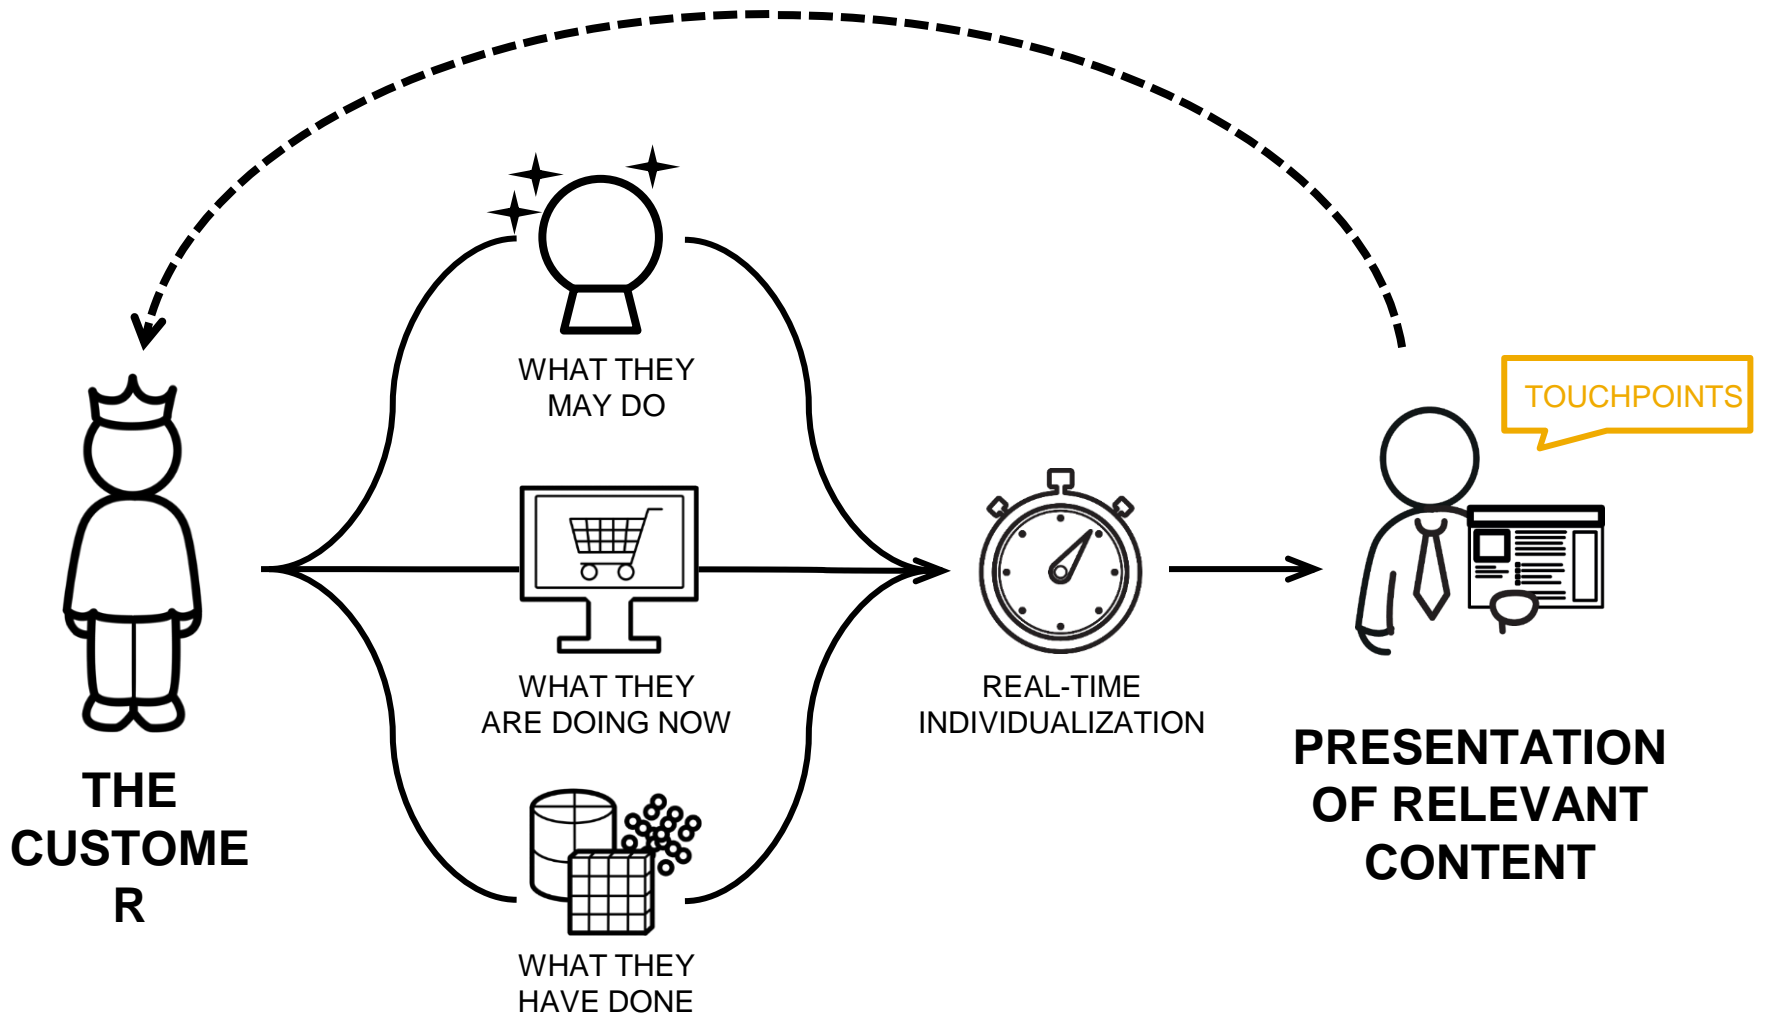 WHAT THEY
MAY DO
TOUCHPOINTS
WHAT THEY
ARE DOING NOW
REAL-TIME
INDIVIDUALIZATION
THE
CUSTOME
R
PRESENTATION
OF RELEVANT
CONTENT
WHAT THEY
HAVE DONE